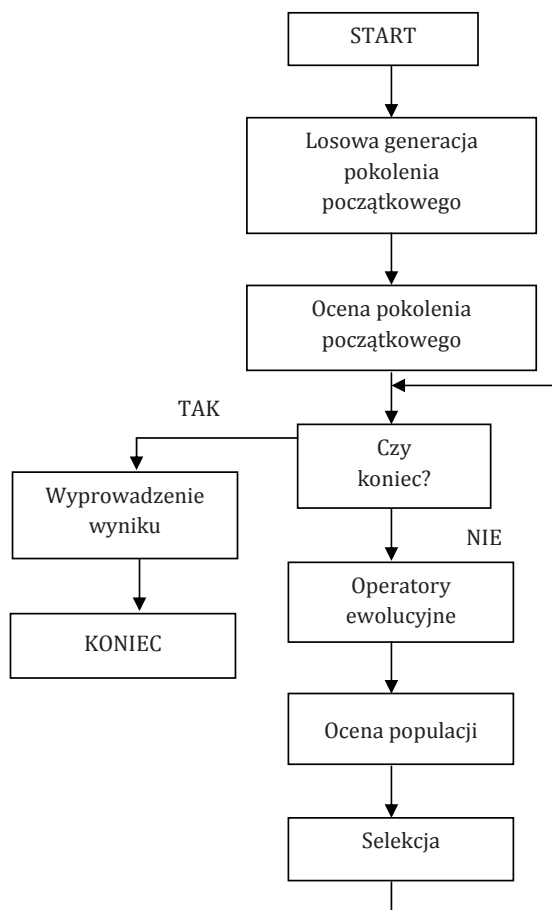 START
Losowa generacja
pokolenia
początkowego
Ocena pokolenia
początkowego
TAK
Czy
koniec?
Wyprowadzenie
wyniku
NIE
Operatory
ewolucyjne
KONIEC
Ocena populacji
Selekcja